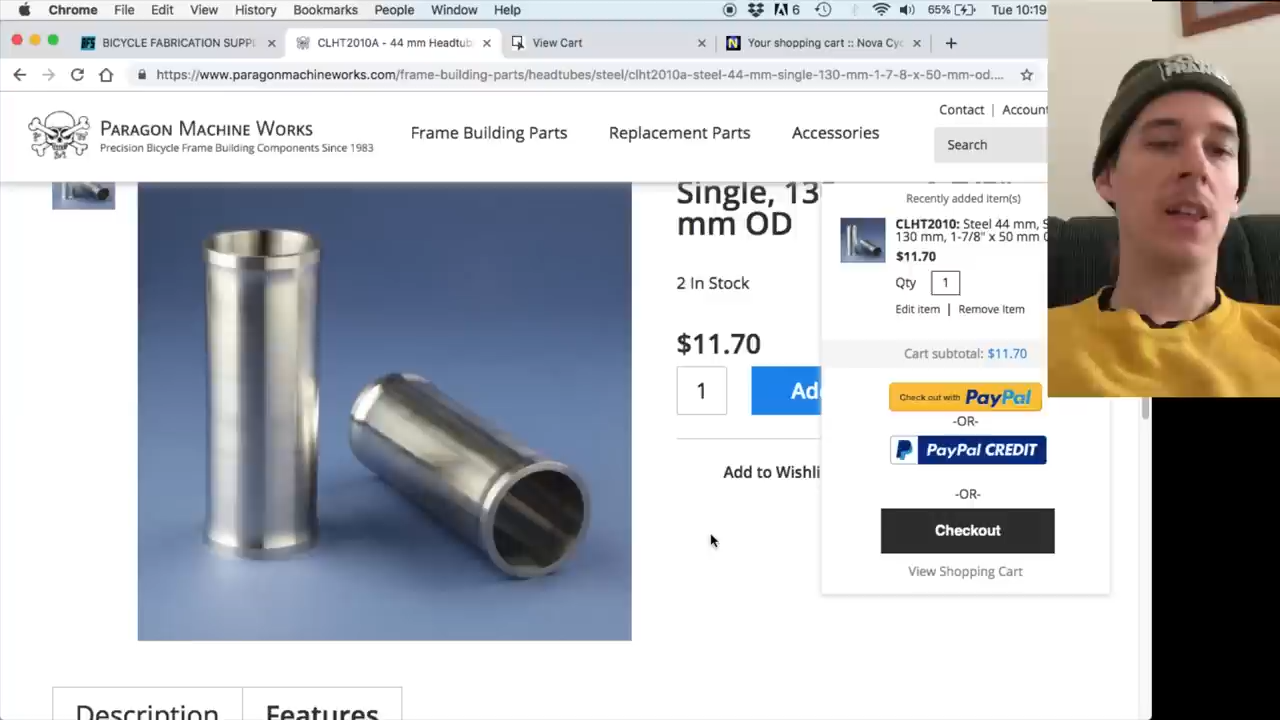 Chrome File Edit View History Bookmarks People Window Help 6 65% Tue 10:19
BICYCLE FABRICATION SUPPL
CLHT2010A - 44 mm Headtub
View Cart
Your shopping cart :: Nova Cyc
https://www.paragonmachineworks.com/frame-building-parts/headtubes/steel/clht2010a-steel-44-mm-single-130-mm-1-7-8-x-50-mm-od....
Contact | Account
PARAGON MACHINE WORKS
Precision Bicycle Frame Building Components Since 1983
Frame Building Parts Replacement Parts Accessories
Search
Single, 13
mm OD
2 In Stock
$11.70
1
Add to Wishli
Recently added item(s)
CLHT2010: Steel 44 mm, S
130 mm, 1-7/8" x 50 mm O
$11.70
Qty 1
Edit item | Remove Item
Cart subtotal: $11.70
Check out with PayPal
-OR-
PayPal CREDIT
-OR-
Checkout
View Shopping Cart
Description Features